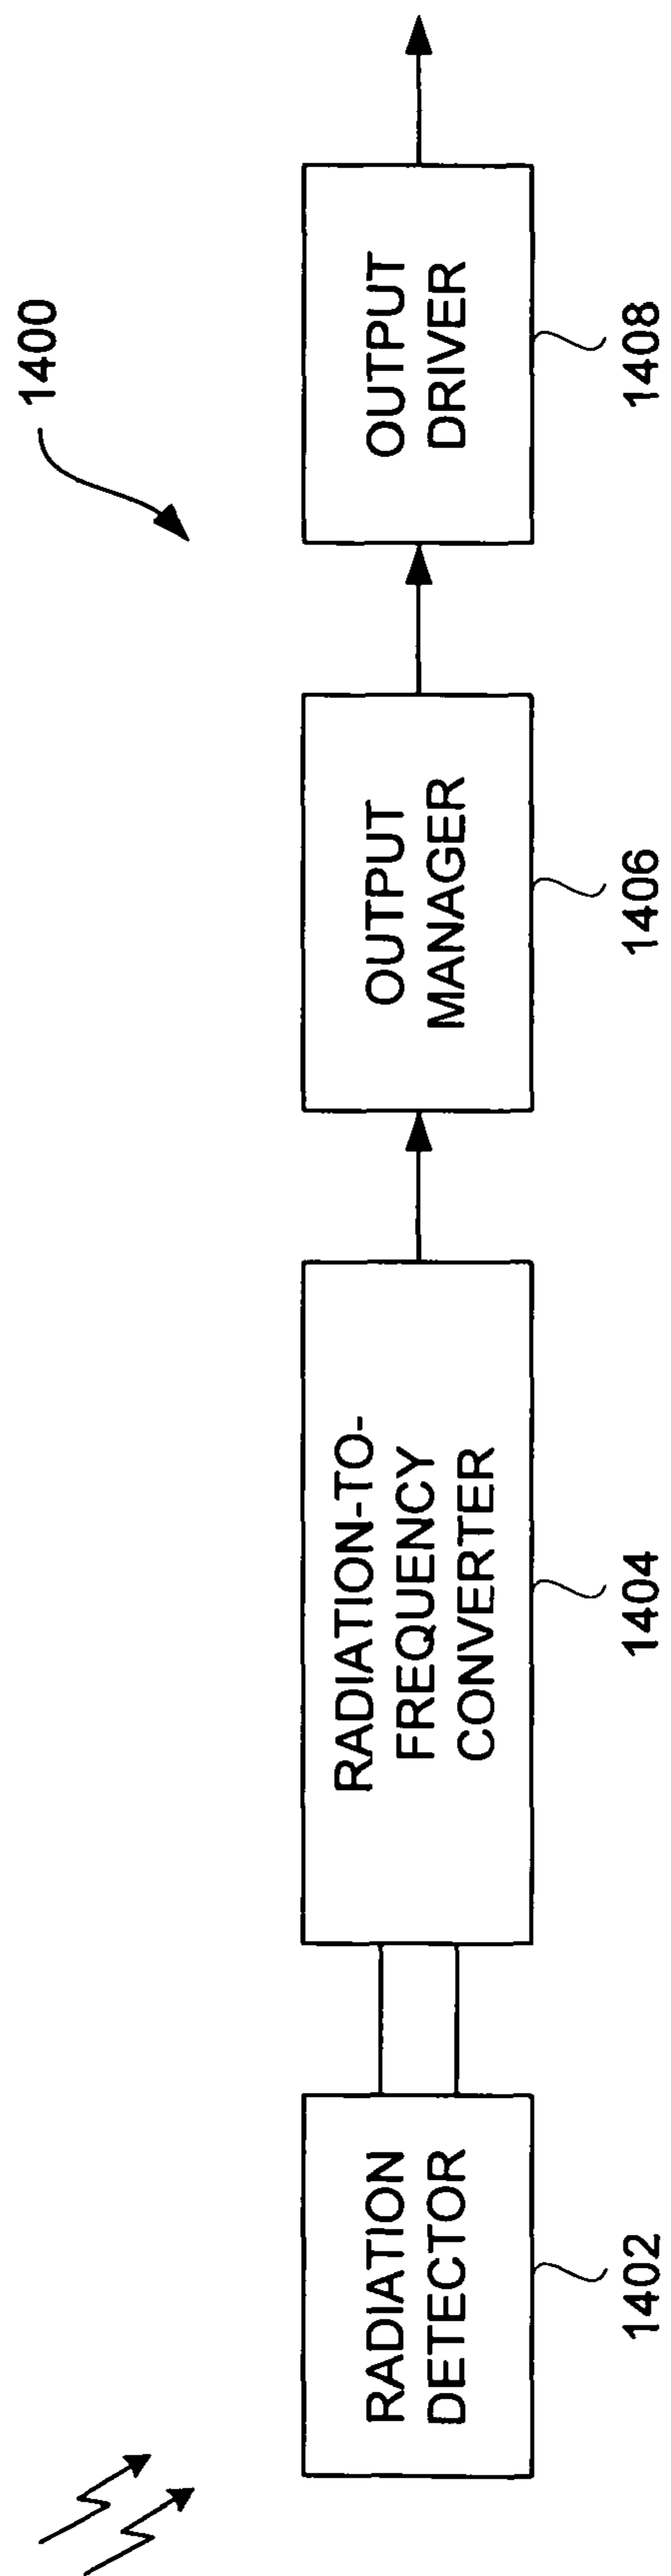 1400
RADIATION
DETECTOR
1402
RADIATION-TO-
FREQUENCY
CONVERTER
1404
OUTPUT
MANAGER
1406
OUTPUT
DRIVER
1408